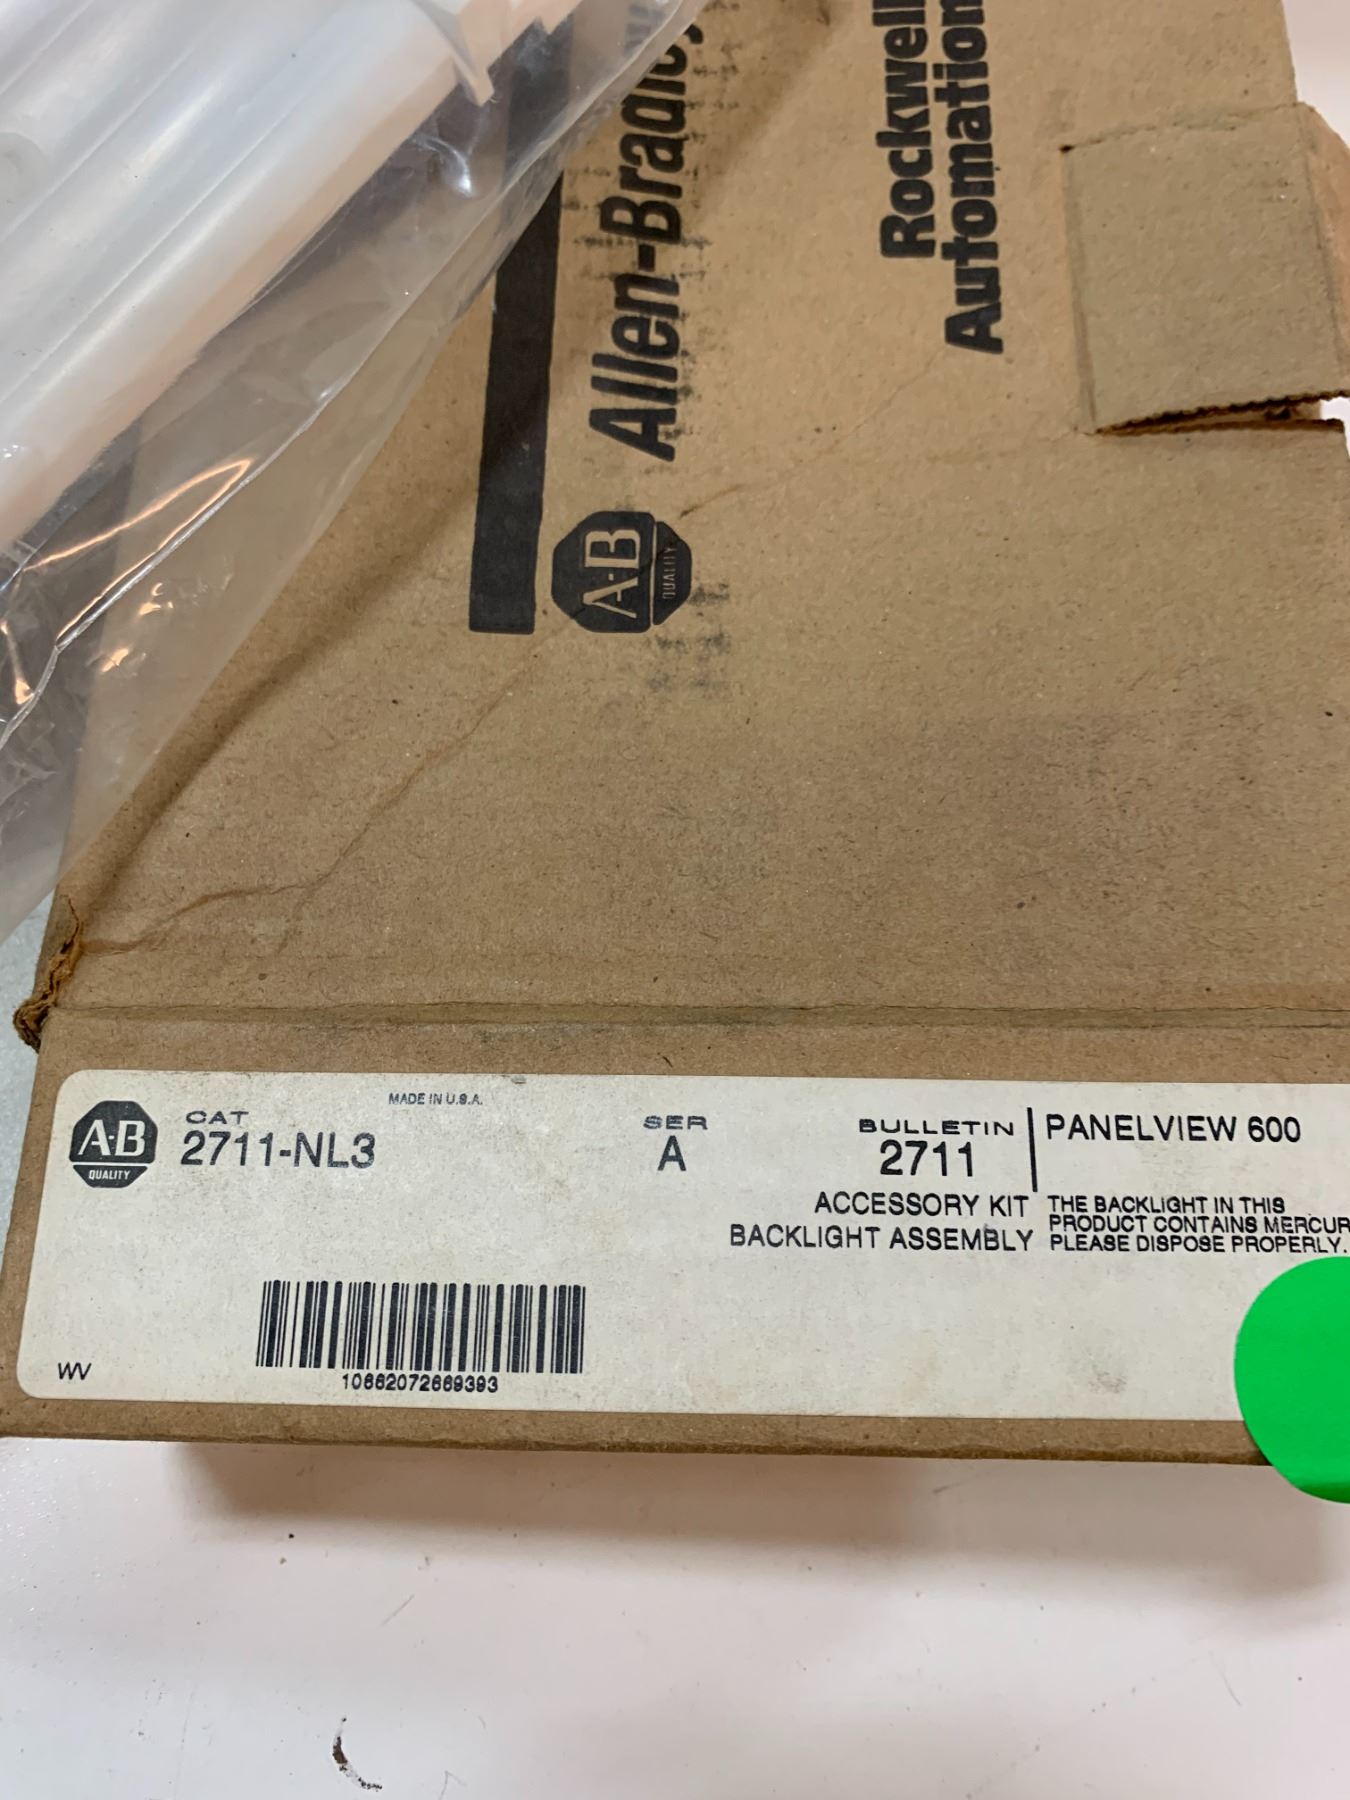 Allen-Bradley
Rockwell
Automation
A·B
QUALITY
A·B
QUALITY
CAT
2711-NL3
MADE IN U.S.A.
SER
A
BULLETIN
2711
ACCESSORY KIT
BACKLIGHT ASSEMBLY
PANELVIEW 600
THE BACKLIGHT IN THIS
PRODUCT CONTAINS MERCUR
PLEASE DISPOSE PROPERLY.
10662072669393
WV